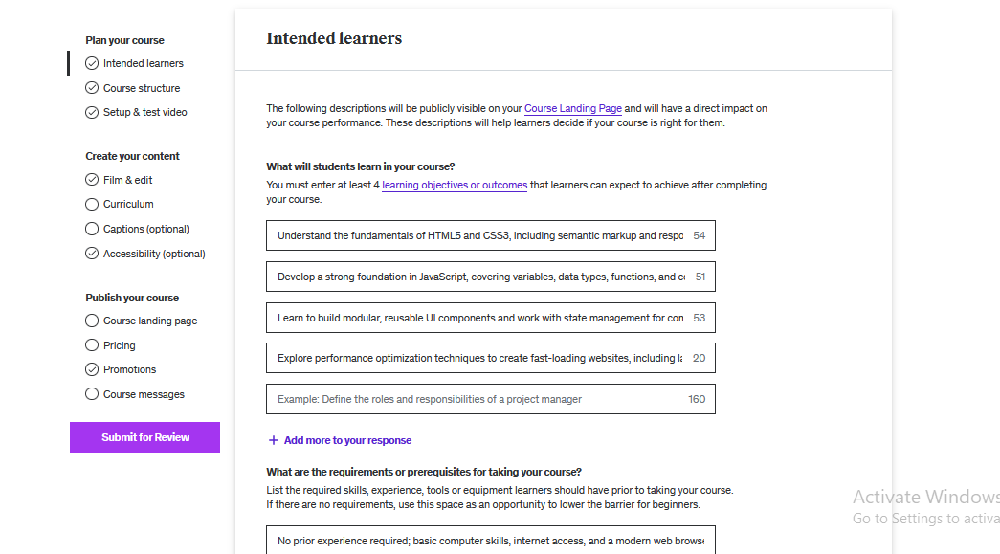 Plan your course
Intended learners
Course structure
Setup & test video
Create your content
Film & edit
Curriculum
Captions (optional)
Accessibility (optional)
Publish your course
Course landing page
Pricing
Promotions
Course messages
Submit for Review
Intended learners
The following descriptions will be publicly visible on your Course Landing Page and will have a direct impact on
your course performance. These descriptions will help learners decide if your course is right for them.
What will students learn in your course?
You must enter at least 4 learning objectives or outcomes that learners can expect to achieve after completing
your course.
Understand the fundamentals of HTML5 and CSS3, including semantic markup and respo 54
Develop a strong foundation in JavaScript, covering variables, data types, functions, and 51
Learn to build modular, reusable UI components and work with state management for com 53
Explore performance optimization techniques to create fast-loading websites, including 20
Example: Define the roles and responsibilities of a project manager 160
+ Add more to your response
What are the requirements or prerequisites for taking your course?
List the required skills, experience, tools or equipment learners should have prior to taking your course.
If there are no requirements, use this space as an opportunity to lower the barrier for beginners.
No prior experience required; basic computer skills, internet access, and a modern web browse
Activate Windows
Go to Settings to activa